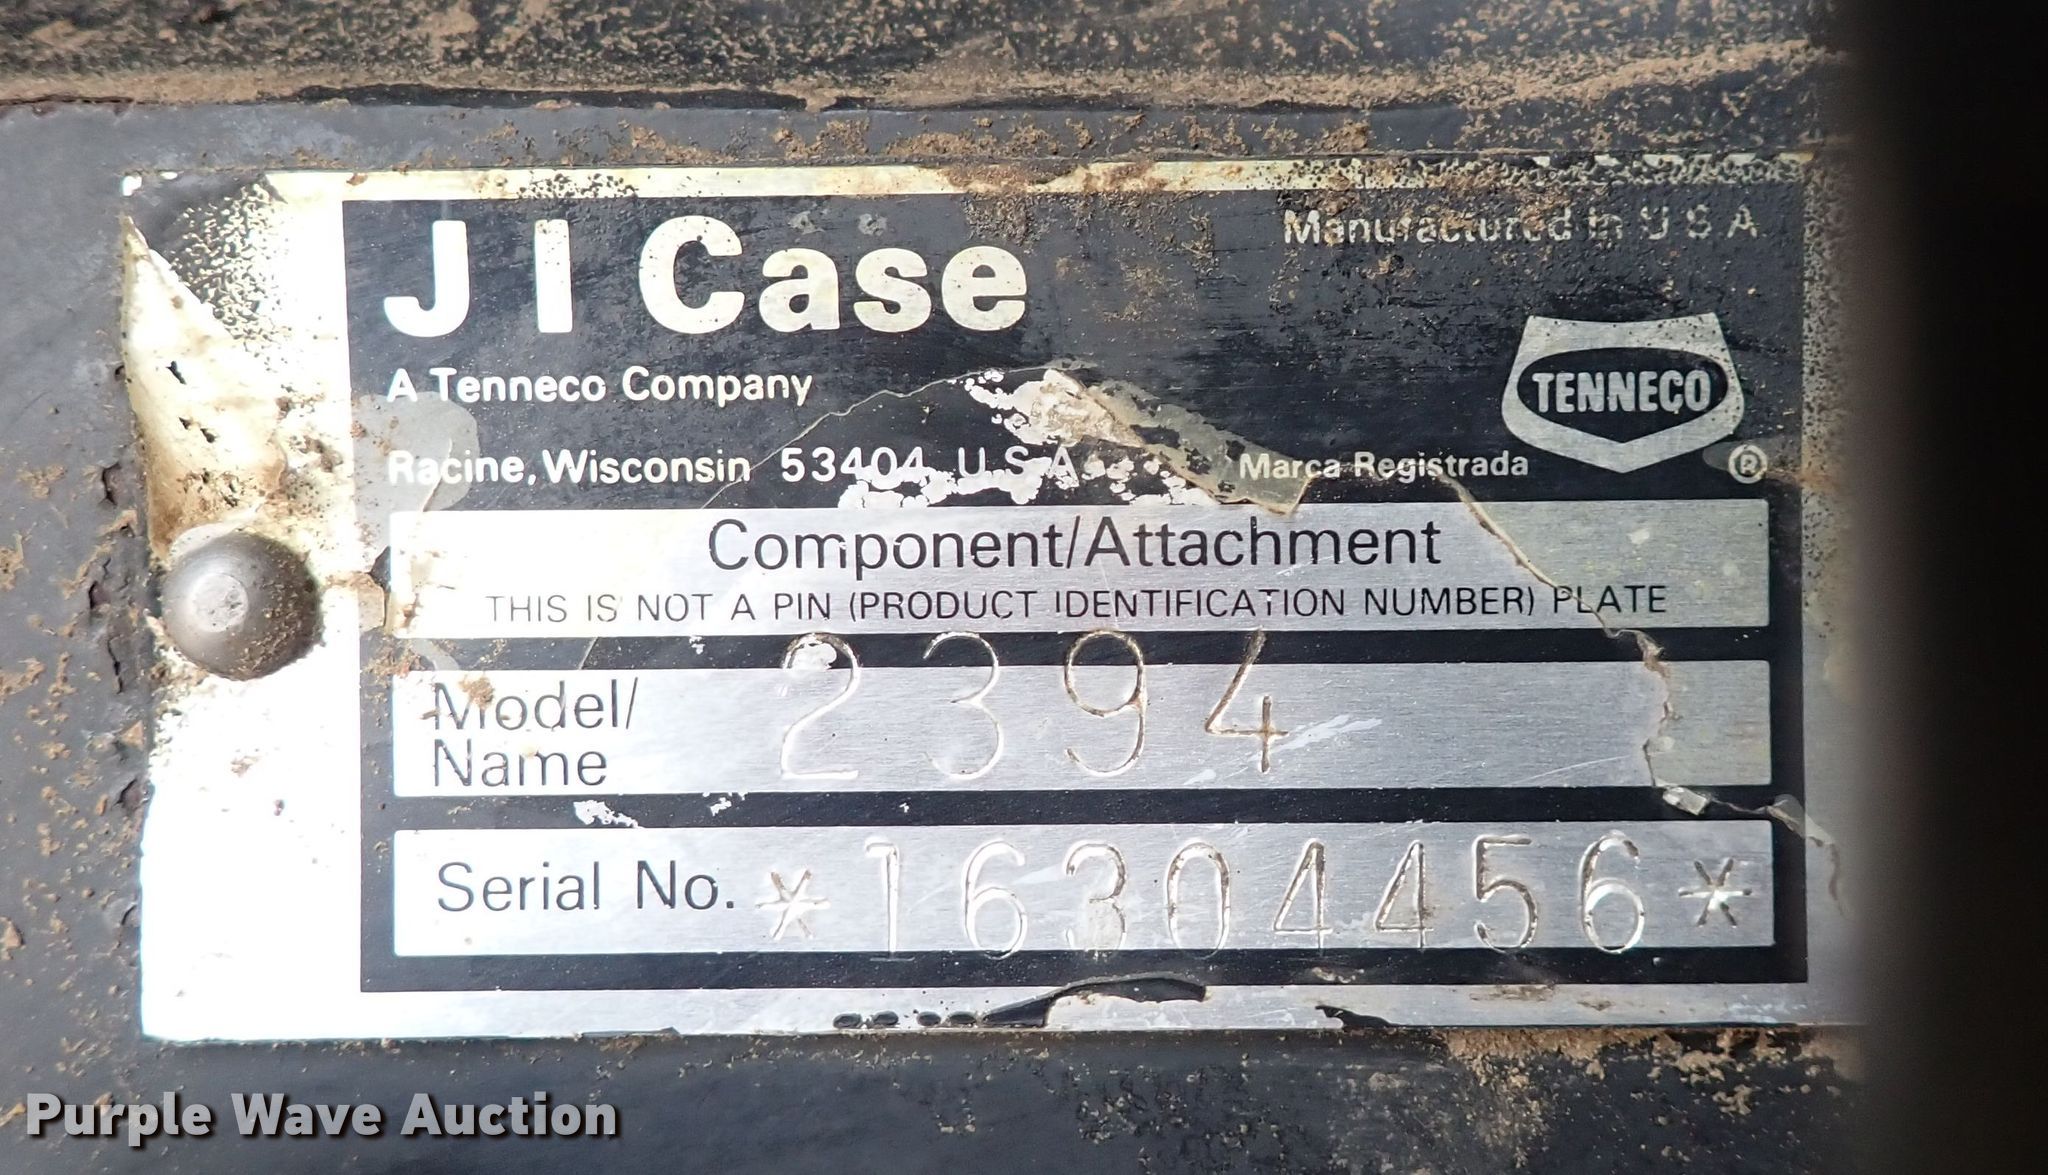 J I Case
Manufactured in U S A
A Tenneco Company
TENNECO
Racine, Wisconsin 53404 U.S.A.
Marca Registrada
®
Component/Attachment
THIS IS NOT A PIN (PRODUCT IDENTIFICATION NUMBER) PLATE
Model/
Name
2394
Serial No. *16304456*
Purple Wave Auction